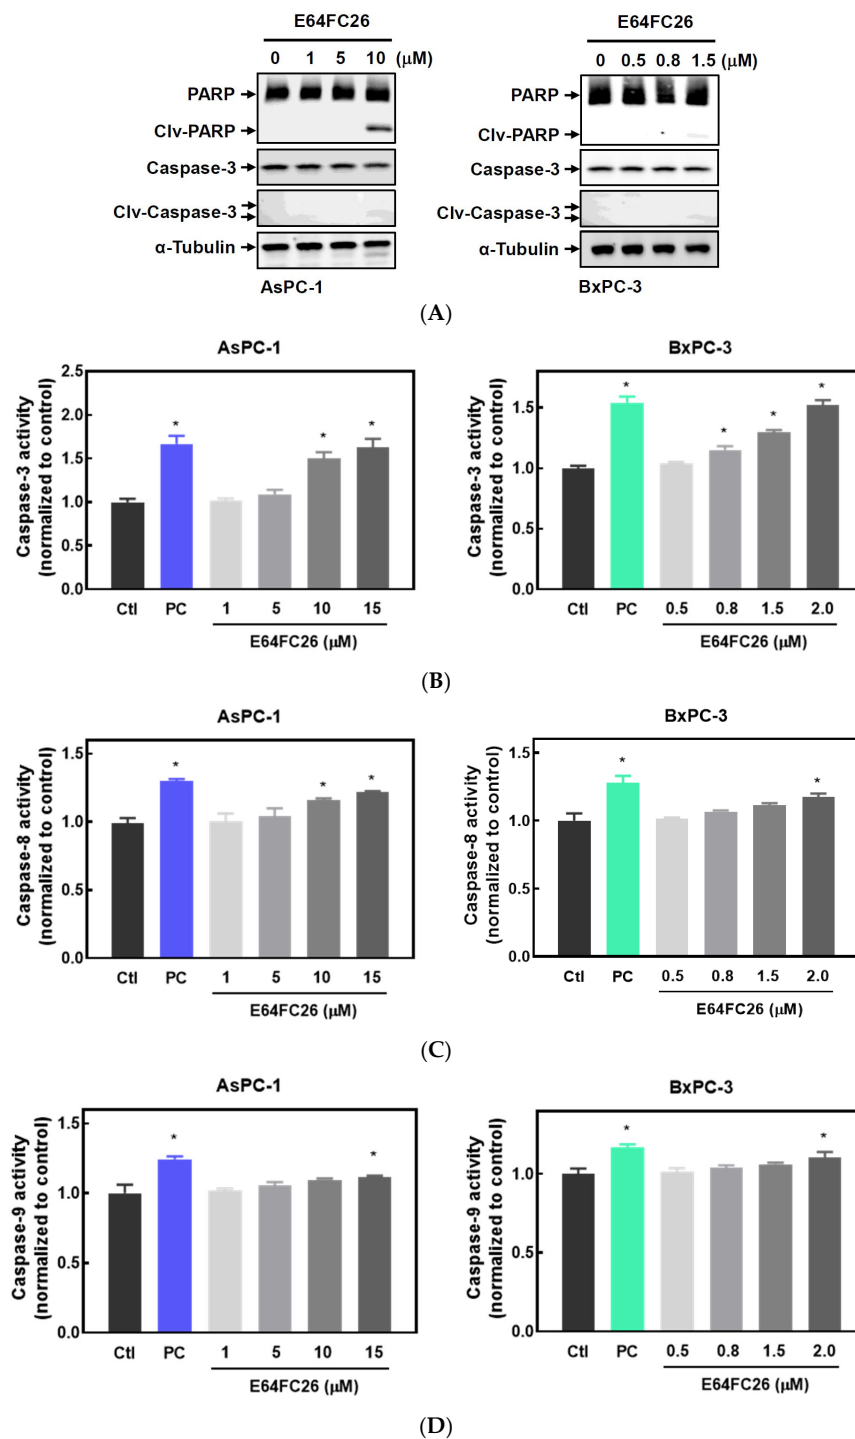 E64FC26
0 1 5 10 (μM)
PARP
Clv-PARP
Caspase-3
Clv-Caspase-3
α-Tubulin
AsPC-1
E64FC26
0 0.5 0.8 1.5 (μM)
PARP
Clv-PARP
Caspase-3
Clv-Caspase-3
α-Tubulin
BxPC-3
(A)
AsPC-1
Caspase-3 activity
(normalized to control)
2.5
2.0
1.5
1.0
0.5
0.0
* * *
Ctl PC 1 5 10 15
E64FC26 (μM)
BxPC-3
Caspase-3 activity
(normalized to control)
1.5
1.0
0.5
0.0
* * * *
Ctl PC 0.5 0.8 1.5 2.0
E64FC26 (μM)
(B)
AsPC-1
Caspase-8 activity
(normalized to control)
1.5
1.0
0.5
0.0
* * *
Ctl PC 1 5 10 15
E64FC26 (μM)
BxPC-3
Caspase-8 activity
(normalized to control)
1.5
1.0
0.5
0.0
* *
Ctl PC 0.5 0.8 1.5 2.0
E64FC26 (μM)
(C)
AsPC-1
Caspase-9 activity
(normalized to control)
1.5
1.0
0.5
0.0
* *
Ctl PC 1 5 10 15
E64FC26 (μM)
BxPC-3
Caspase-9 activity
(normalized to control)
1.0
0.5
0.0
* *
Ctl PC 0.5 0.8 1.5 2.0
E64FC26 (μM)
(D)